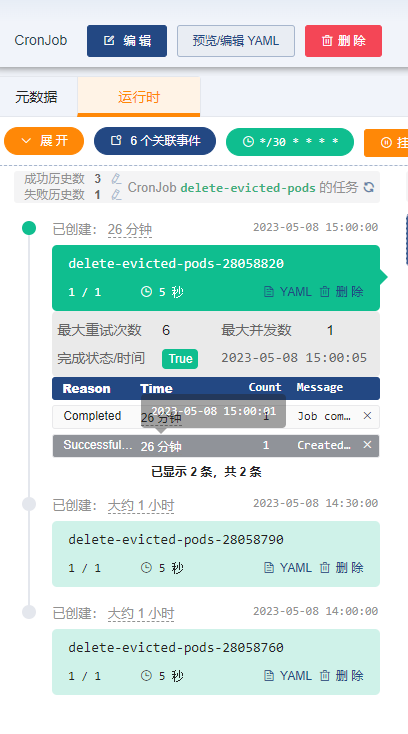 CronJob 编 辑 预览/编辑 YAML 删 除
元数据 运行时
展 开 6 个关联事件 */30 * * * * 挂
成功历史数 3
失败历史数 1
CronJob delete-evicted-pods 的任务
已创建： 26 分钟 2023-05-08 15:00:00
delete-evicted-pods-28058820
1 / 1 5 秒 YAML 删 除
最大重试次数 6 最大并发数 1
完成状态/时间 True 2023-05-08 15:00:05
Reason Time Count Message
2023-05-08 15:00:01
Completed 26 分钟 1 Job com... ×
Successful... 26 分钟 1 Created... ×
已显示 2 条，共 2 条
已创建： 大约 1 小时 2023-05-08 14:30:00
delete-evicted-pods-28058790
1 / 1 5 秒 YAML 删 除
已创建： 大约 1 小时 2023-05-08 14:00:00
delete-evicted-pods-28058760
1 / 1 5 秒 YAML 删 除